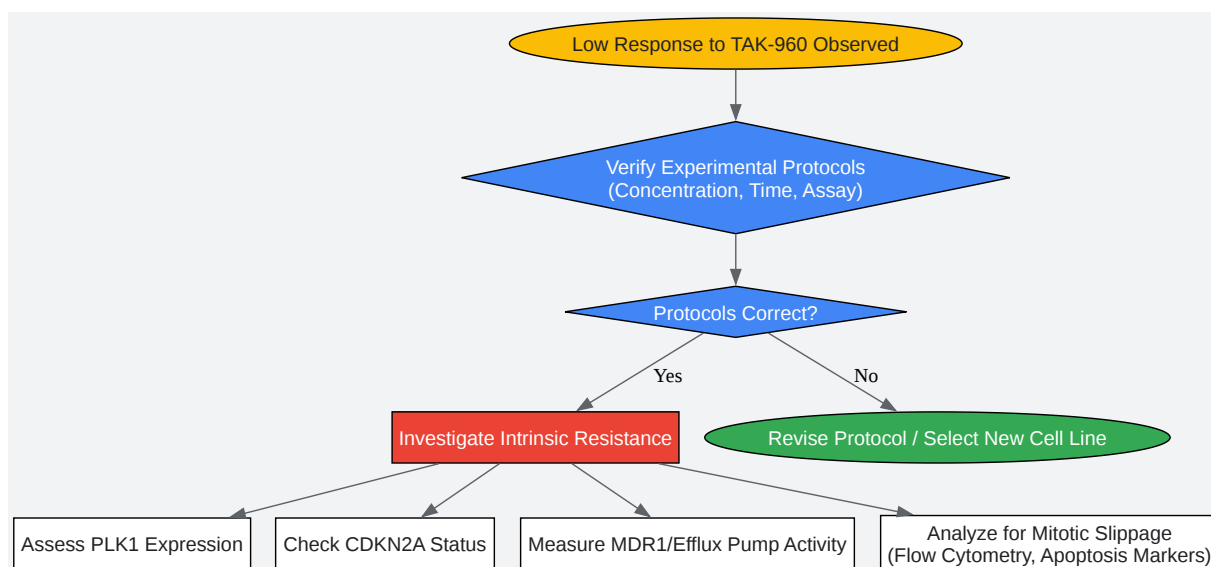 Low Response to TAK-960 Observed
Verify Experimental Protocols
(Concentration, Time, Assay)
Protocols Correct?
Yes
No
Investigate Intrinsic Resistance
Revise Protocol / Select New Cell Line
Assess PLK1 Expression
Check CDKN2A Status
Measure MDR1/Efflux Pump Activity
Analyze for Mitotic Slippage
(Flow Cytometry, Apoptosis Markers)